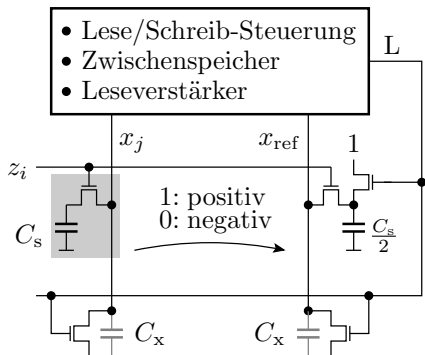 • Lese/Schreib-Steuerung
• Zwischenspeicher
• Leseverstärker
L
x_j
x_ref
1
z_i
1: positiv
0: negativ
C_s
C_s/2
C_x
C_x